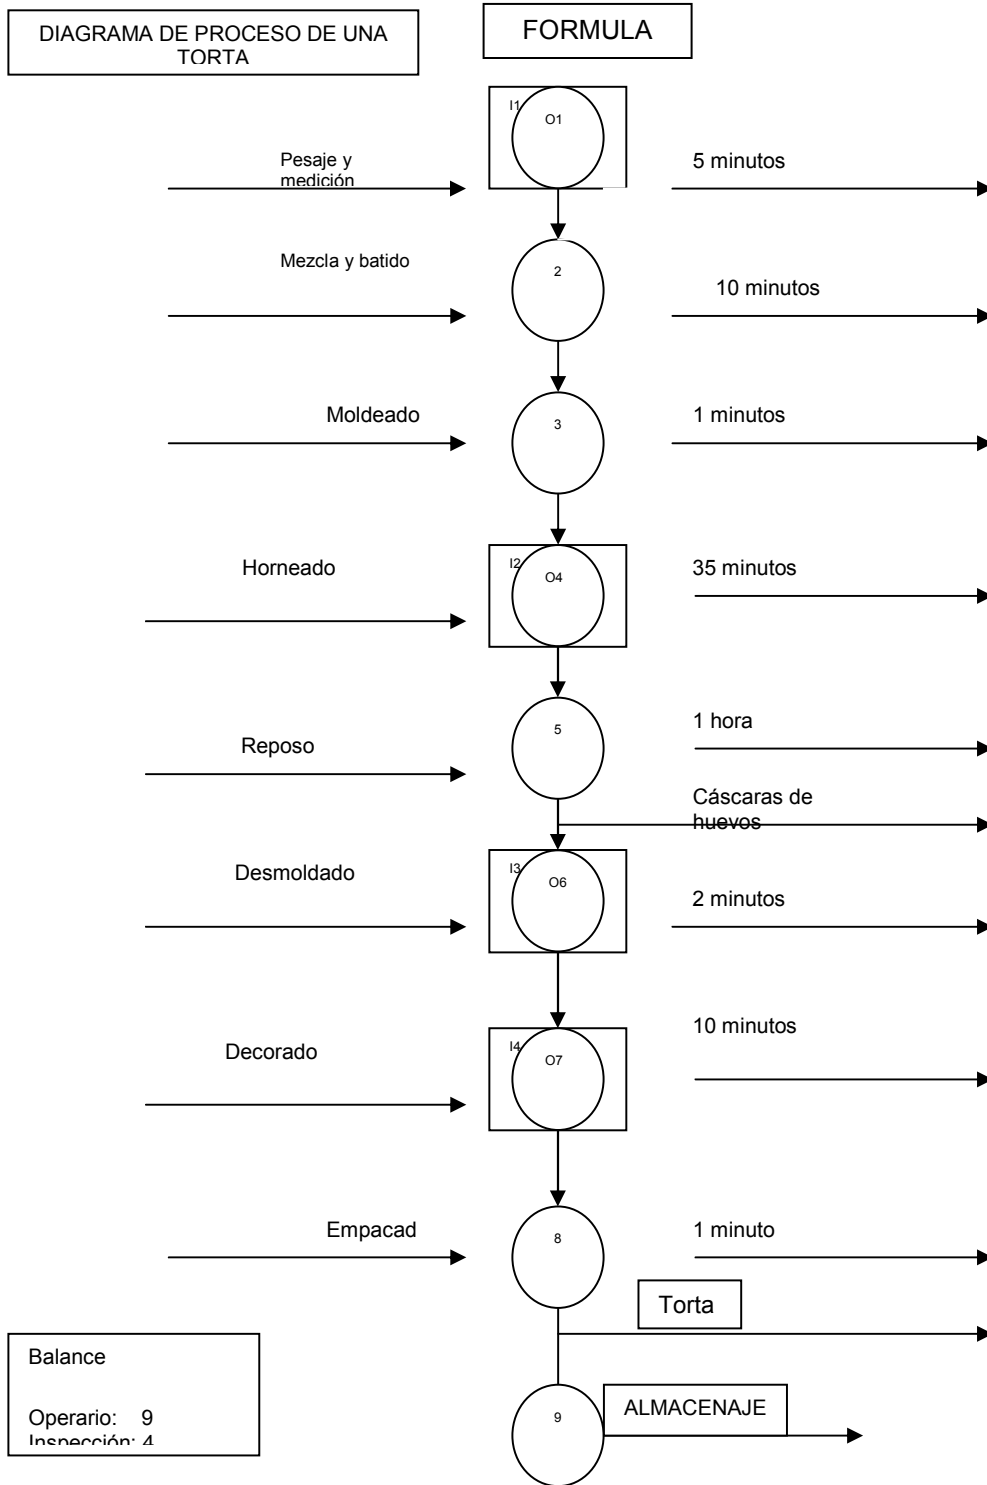 DIAGRAMA DE PROCESO DE UNA
TORTA
FORMULA
I1
O1
Pesaje y
medición
5 minutos
2
Mezcla y batido
10 minutos
3
Moldeado
1 minutos
I2
O4
Horneado
35 minutos
5
Reposo
1 hora
Cáscaras de
huevos
I3
O6
Desmoldado
2 minutos
I4
O7
Decorado
10 minutos
8
Empacad
1 minuto
Torta
Balance
Operario: 9
Inspección: 4
9
ALMACENAJE